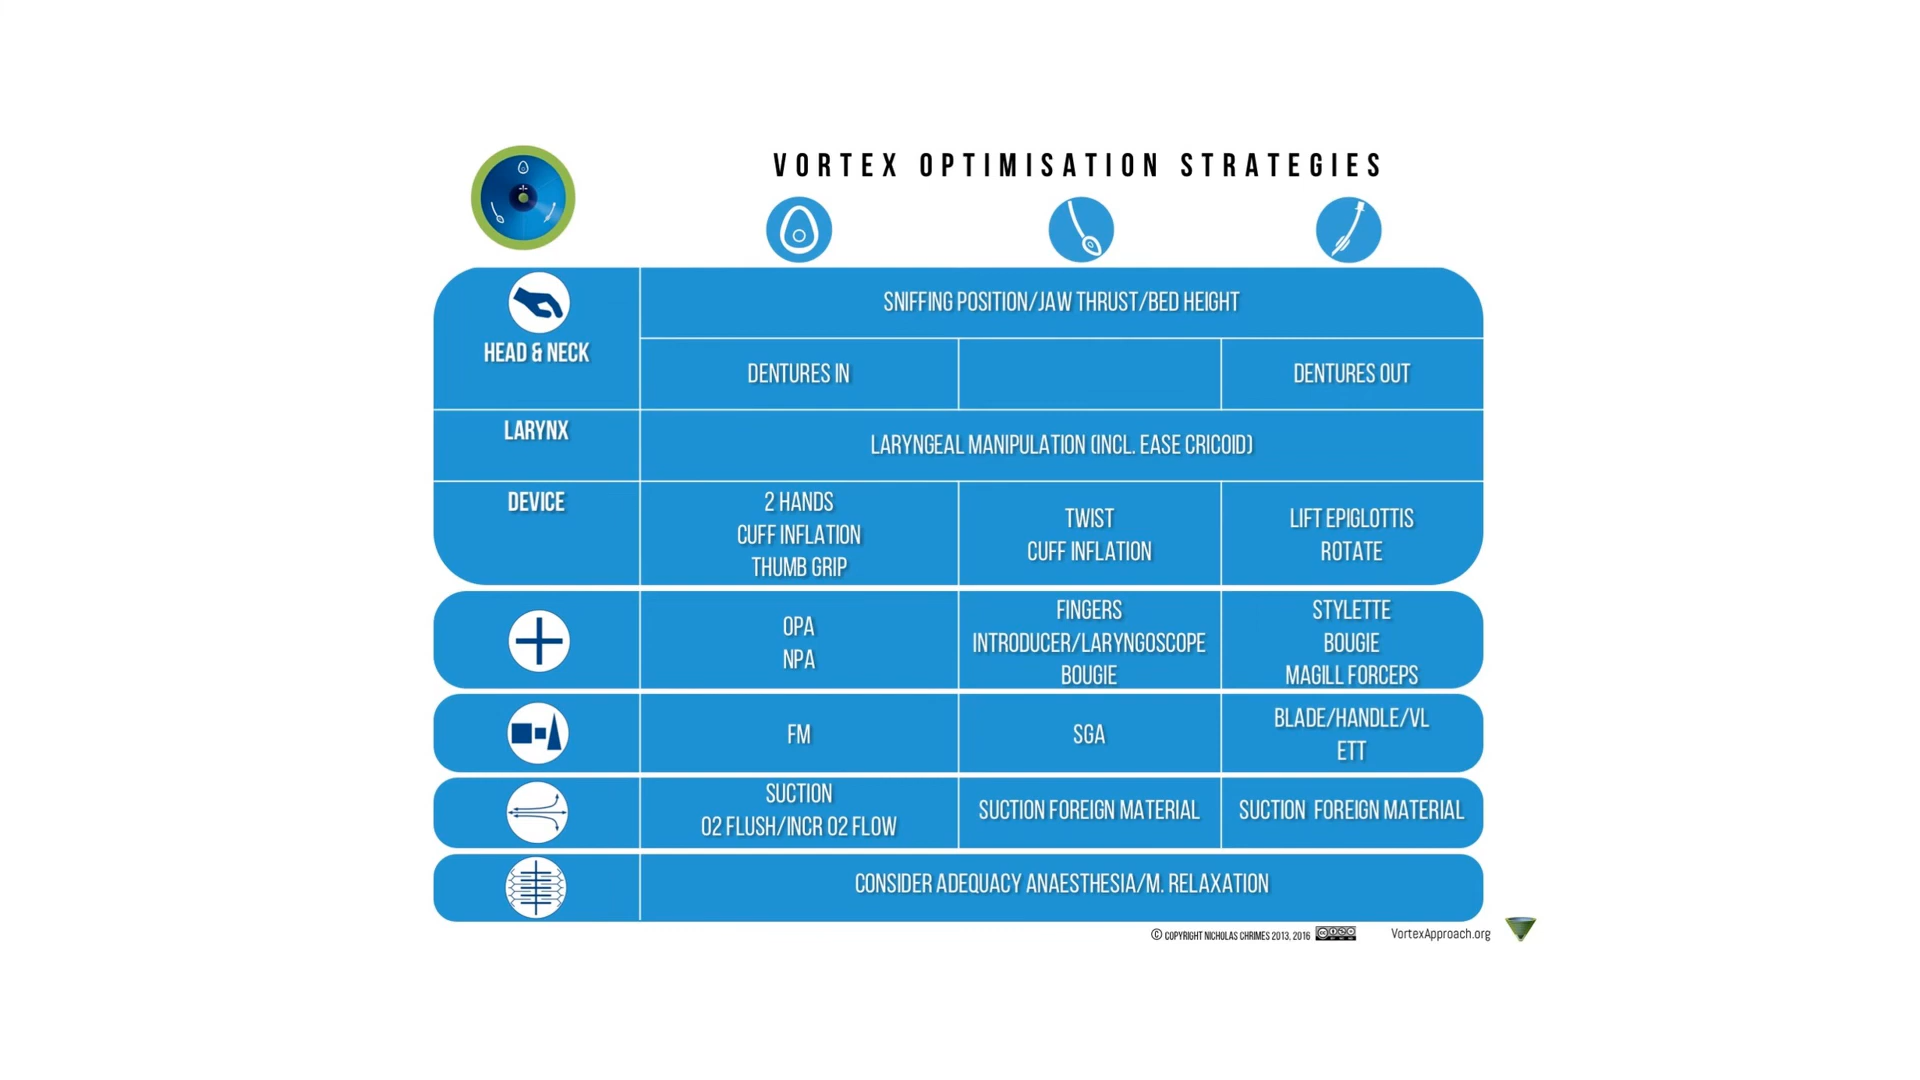 VORTEX OPTIMISATION STRATEGIES
HEAD & NECK
SNIFFING POSITION/JAW THRUST/BED HEIGHT
DENTURES IN
DENTURES OUT
LARYNX
LARYNGEAL MANIPULATION (INCL. EASE CRICOID)
DEVICE
2 HANDS
CUFF INFLATION
THUMB GRIP
TWIST
CUFF INFLATION
LIFT EPIGLOTTIS
ROTATE
OPA
NPA
FINGERS
INTRODUCER/LARYNGOSCOPE
BOUGIE
STYLETTE
BOUGIE
MAGILL FORCEPS
FM
SGA
BLADE/HANDLE/VL
ETT
SUCTION
O2 FLUSH/INCR O2 FLOW
SUCTION FOREIGN MATERIAL
SUCTION FOREIGN MATERIAL
CONSIDER ADEQUACY ANAESTHESIA/M. RELAXATION
© COPYRIGHT NICHOLAS CHRIMES 2013, 2016
VortexApproach.org